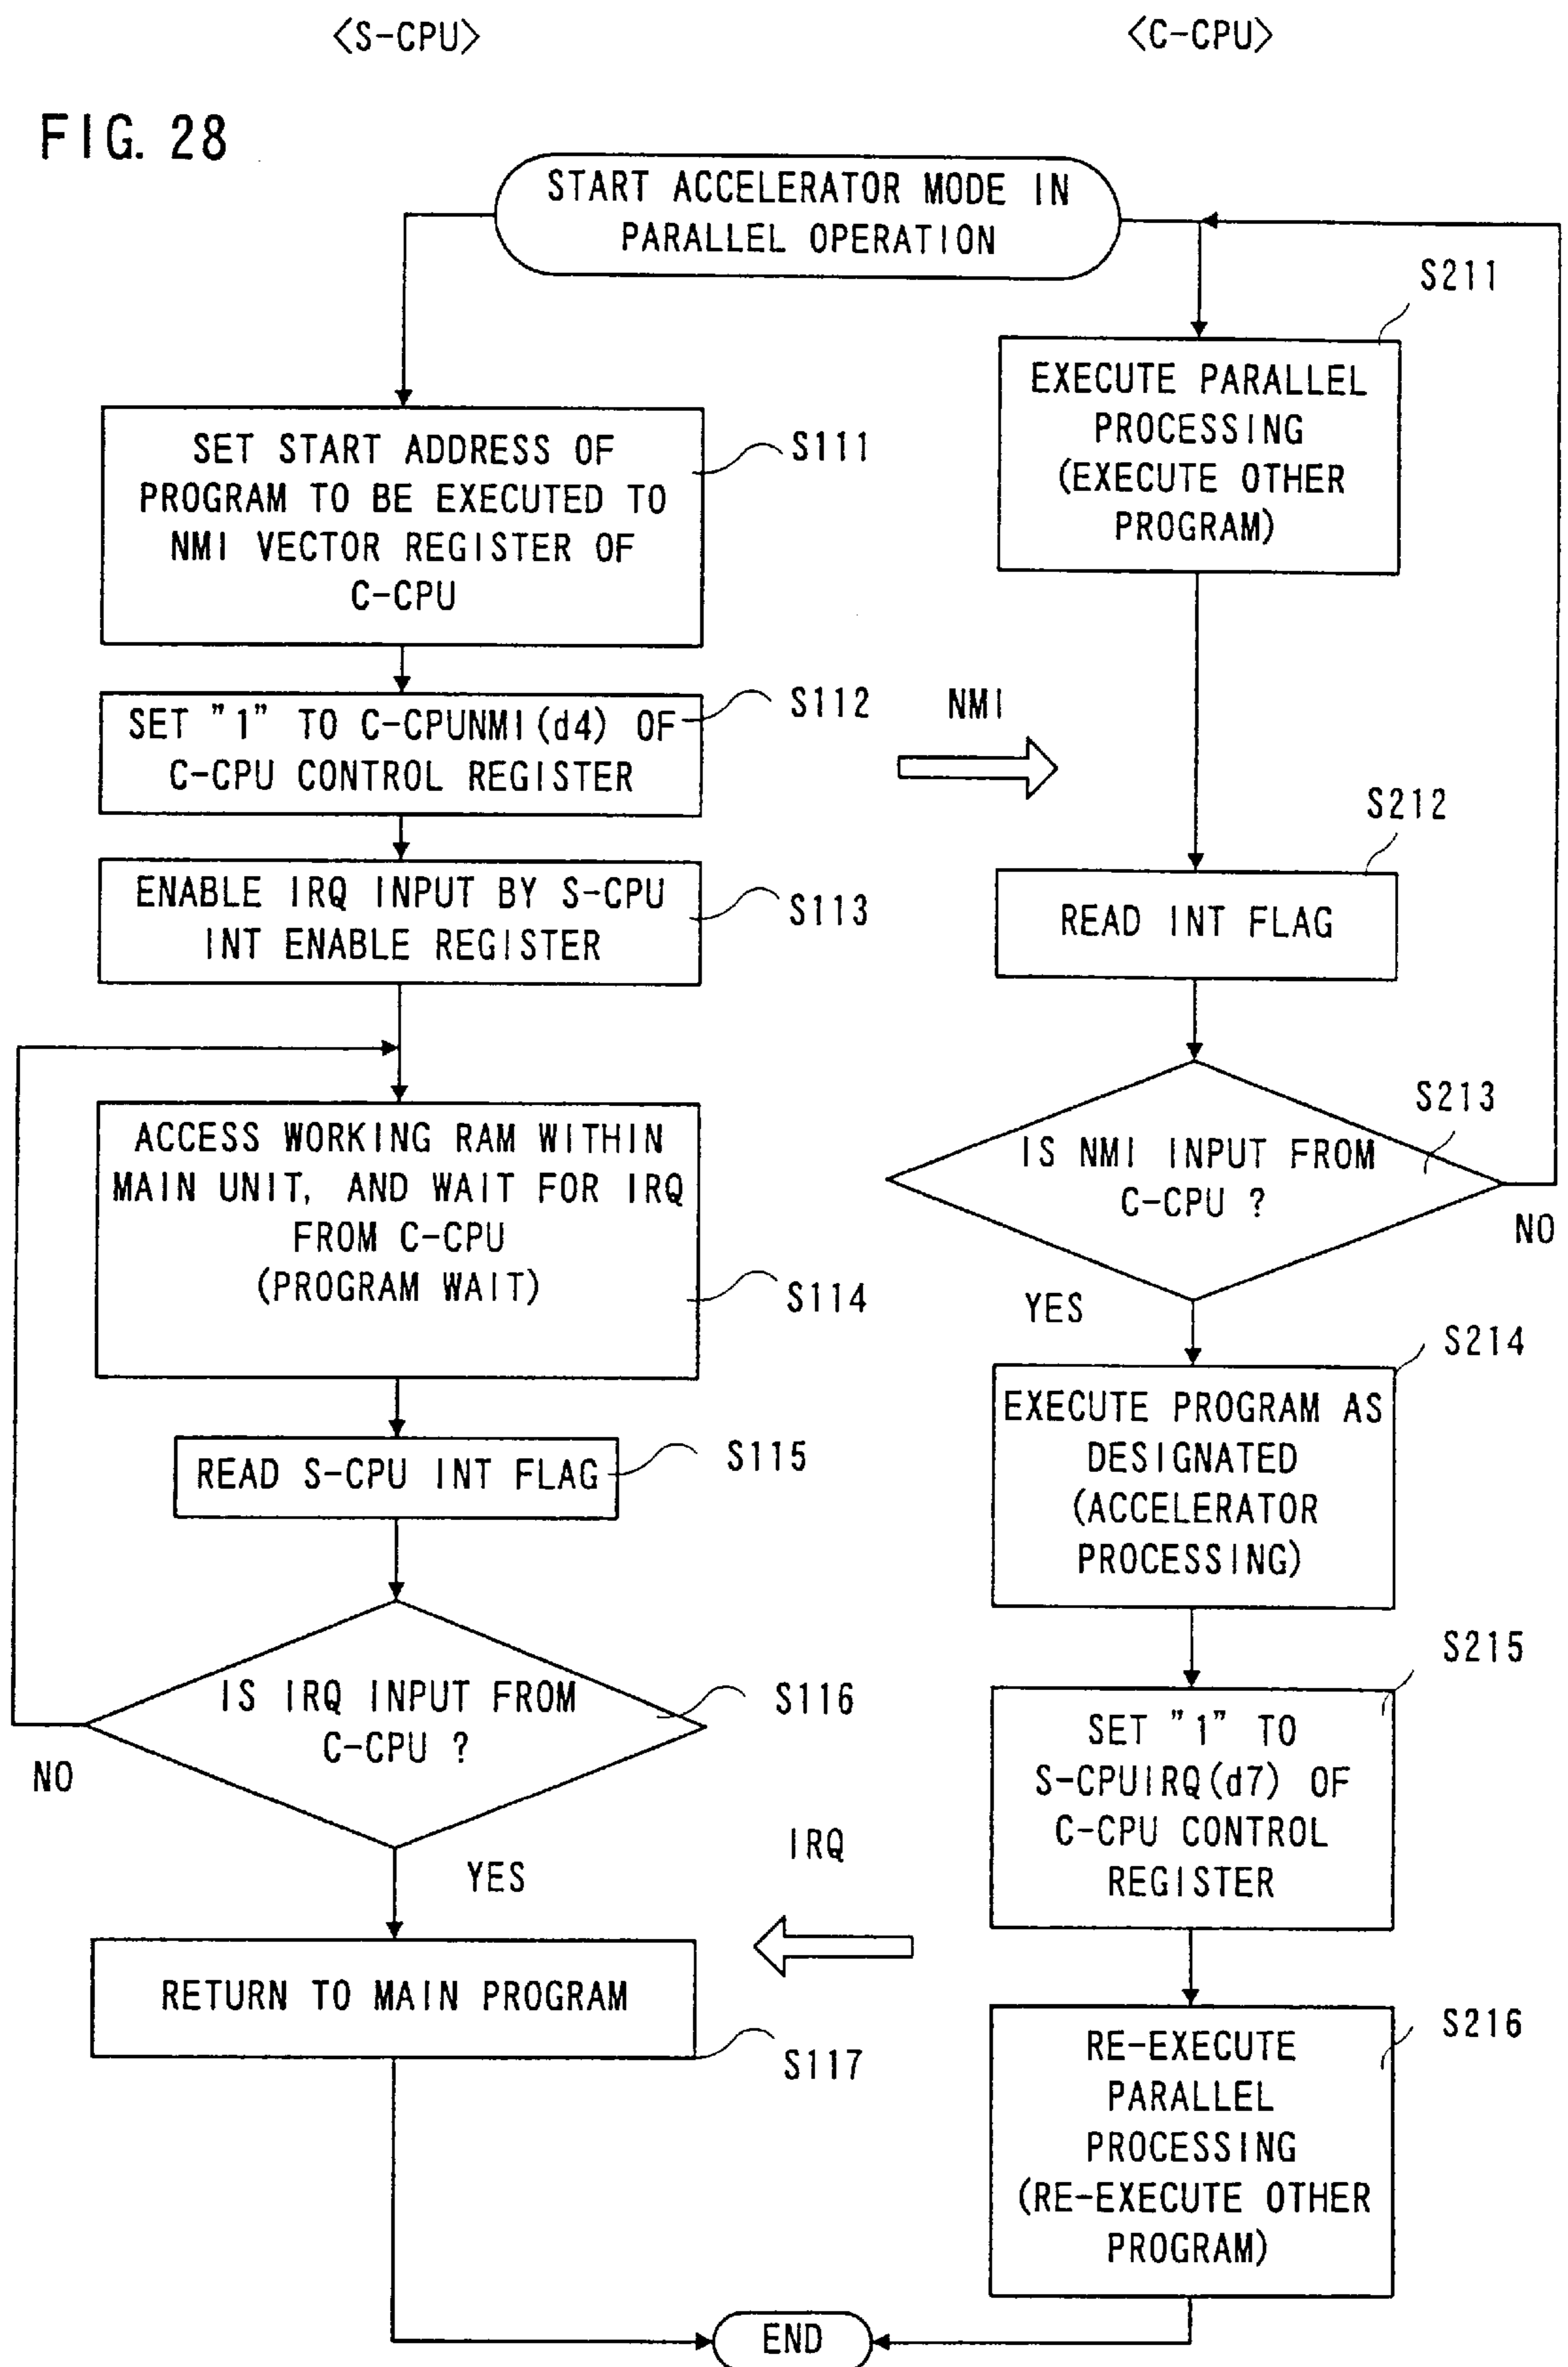 <S-CPU>
<C-CPU>
FIG. 28
START ACCELERATOR MODE IN
PARALLEL OPERATION
SET START ADDRESS OF
PROGRAM TO BE EXECUTED TO
NMI VECTOR REGISTER OF
C-CPU
S111
SET "1" TO C-CPUNMI(d4) OF
C-CPU CONTROL REGISTER
S112
NMI
ENABLE IRQ INPUT BY S-CPU
INT ENABLE REGISTER
S113
ACCESS WORKING RAM WITHIN
MAIN UNIT, AND WAIT FOR IRQ
FROM C-CPU
(PROGRAM WAIT)
S114
READ S-CPU INT FLAG
S115
IS IRQ INPUT FROM
C-CPU ?
S116
NO
YES
IRQ
RETURN TO MAIN PROGRAM
S117
S211
EXECUTE PARALLEL
PROCESSING
(EXECUTE OTHER
PROGRAM)
S212
READ INT FLAG
S213
IS NMI INPUT FROM
C-CPU ?
NO
YES
S214
EXECUTE PROGRAM AS
DESIGNATED
(ACCELERATOR
PROCESSING)
S215
SET "1" TO
S-CPUIRQ(d7) OF
C-CPU CONTROL
REGISTER
S216
RE-EXECUTE
PARALLEL
PROCESSING
(RE-EXECUTE OTHER
PROGRAM)
END